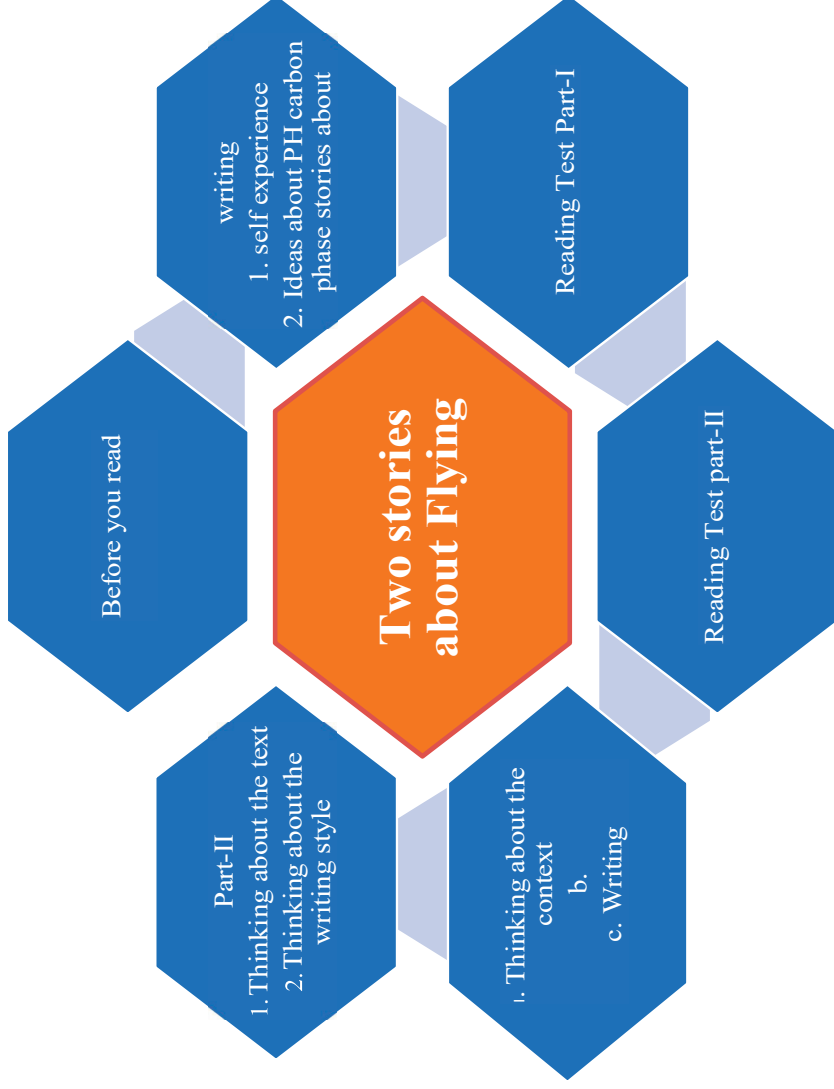 Two stories
about Flying
Before you read
writing
1. self experience
2. Ideas about PH carbon
phase stories about
Reading Test Part-I
Reading Test part-II
Thinking about the
context
b.
c. Writing
Part-II
1. Thinking about the text
2. Thinking about the
writing style